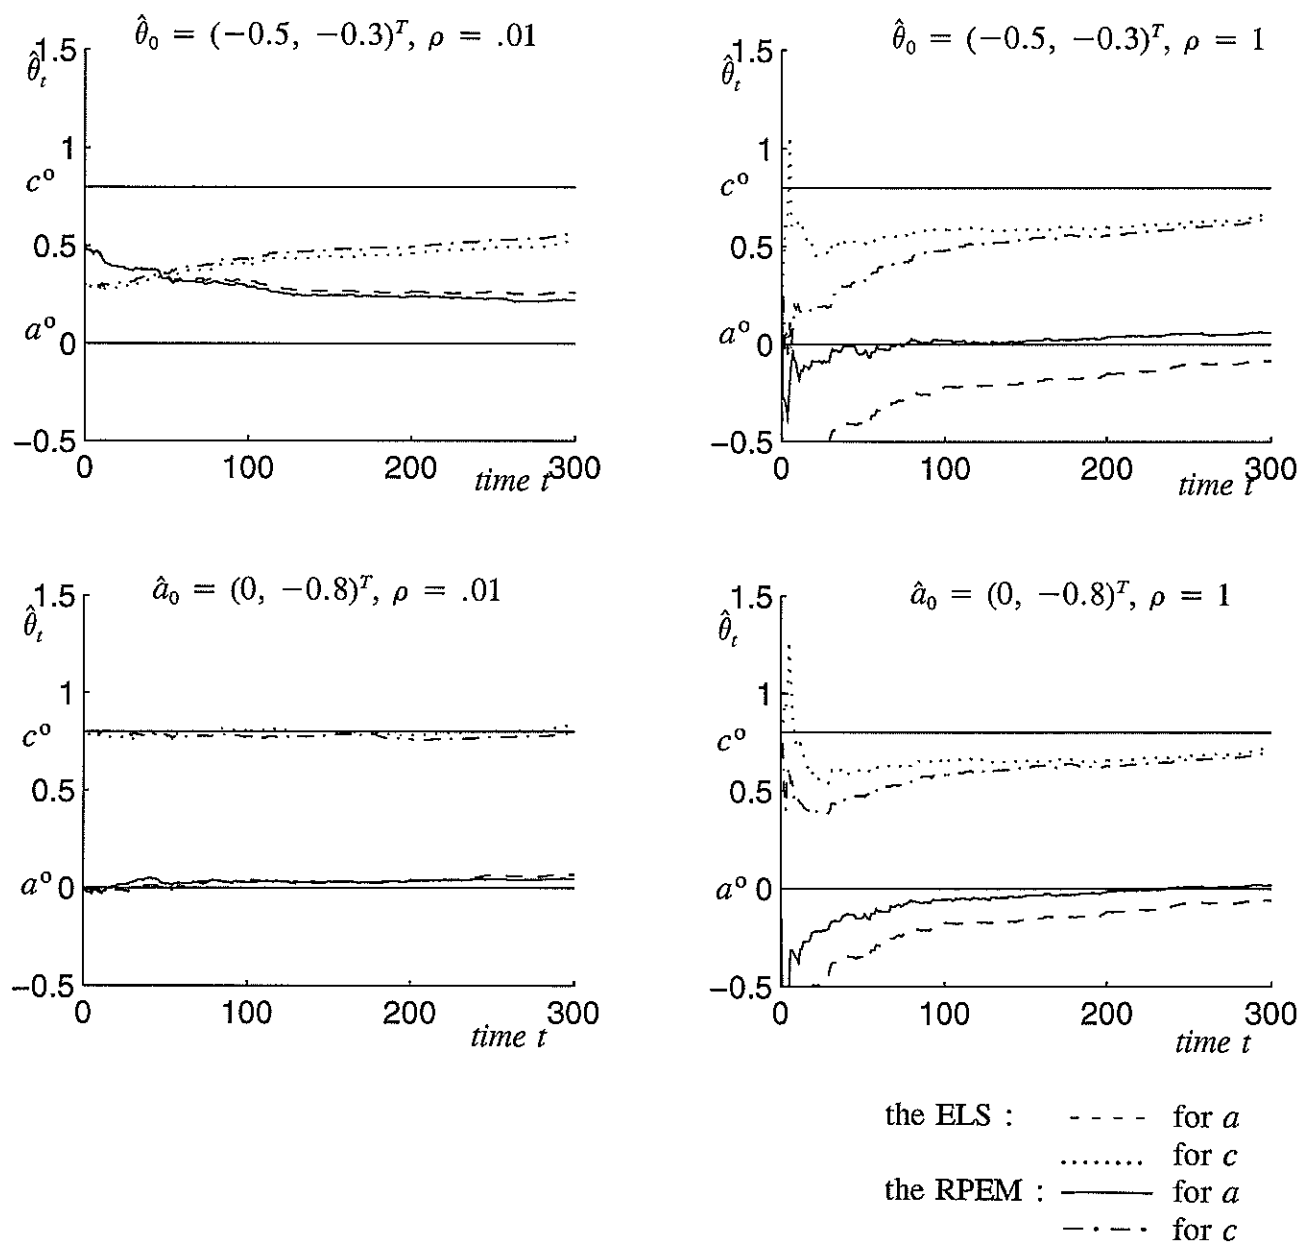 θ̂₀ = (−0.5, −0.3)ᵀ, ρ = .01
1.5
θ̂ₜ
1
c°
0.5
a° 0
−0.5
0 100 200 300
time t
θ̂₀ = (−0.5, −0.3)ᵀ, ρ = 1
1.5
θ̂ₜ
1
c°
0.5
a° 0
−0.5
0 100 200 300
time t
â₀ = (0, −0.8)ᵀ, ρ = .01
1.5
θ̂ₜ
1
c°
0.5
a° 0
−0.5
0 100 200 300
time t
â₀ = (0, −0.8)ᵀ, ρ = 1
1.5
θ̂ₜ
1
c°
0.5
a° 0
−0.5
0 100 200 300
time t
the ELS : for a
for c
the RPEM : for a
for c